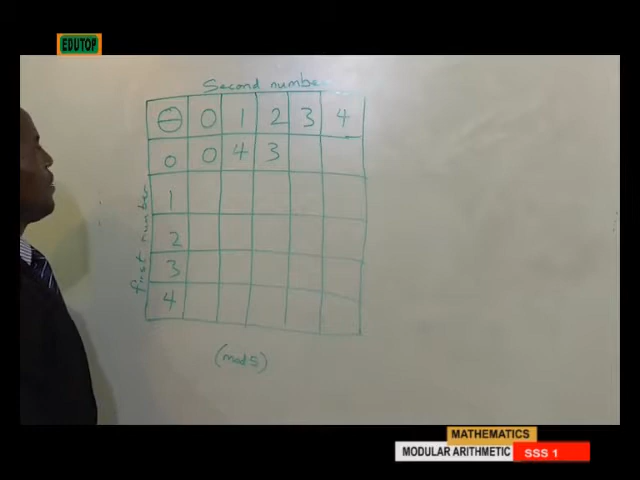 EDUTOP
Second number
⊖ 0 1 2 3 4
0 0 4 3
first number
1
2
3
4
(mod 5)
MATHEMATICS
MODULAR ARITHMETIC SSS 1